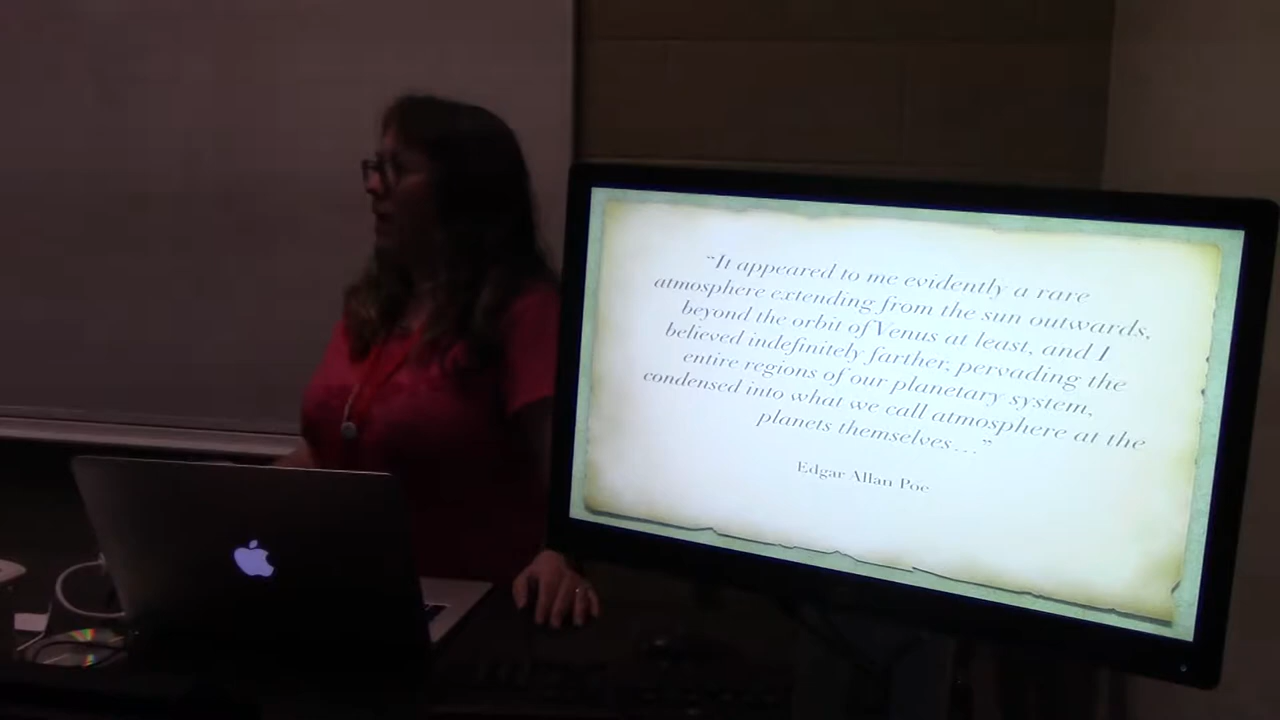 “It appeared to me evidently a rare
atmosphere extending from the sun outwards,
beyond the orbit of Venus at least, and I
believed indefinitely farther, pervading the
entire regions of our planetary system,
condensed into what we call atmosphere at the
planets themselves…”
Edgar Allan Poe